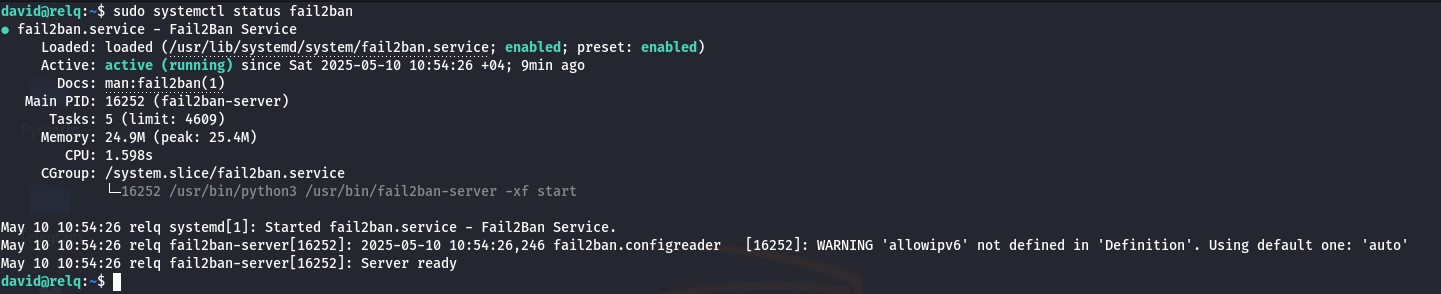 david@relq:~$ sudo systemctl status fail2ban
● fail2ban.service - Fail2Ban Service
     Loaded: loaded (/usr/lib/systemd/system/fail2ban.service; enabled; preset: enabled)
     Active: active (running) since Sat 2025-05-10 10:54:26 +04; 9min ago
       Docs: man:fail2ban(1)
   Main PID: 16252 (fail2ban-server)
      Tasks: 5 (limit: 4609)
     Memory: 24.9M (peak: 25.4M)
        CPU: 1.598s
     CGroup: /system.slice/fail2ban.service
             └─16252 /usr/bin/python3 /usr/bin/fail2ban-server -xf start

May 10 10:54:26 relq systemd[1]: Started fail2ban.service - Fail2Ban Service.
May 10 10:54:26 relq fail2ban-server[16252]: 2025-05-10 10:54:26,246 fail2ban.configreader   [16252]: WARNING 'allowipv6' not defined in 'Definition'. Using default one: 'auto'
May 10 10:54:26 relq fail2ban-server[16252]: Server ready
david@relq:~$